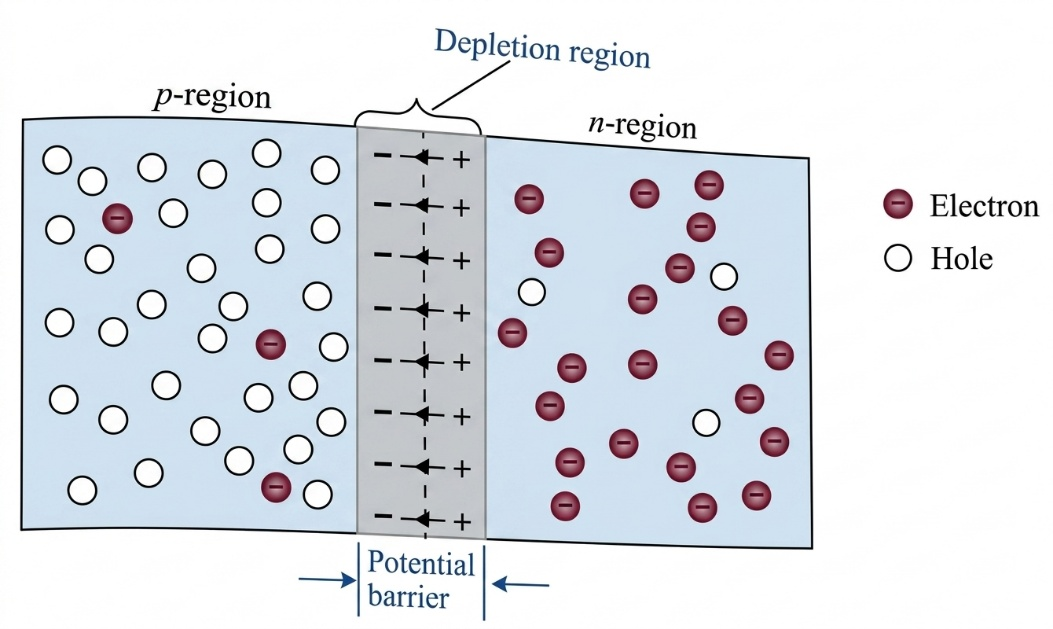 Depletion region
p-region
n-region
Electron
Hole
Potential
barrier